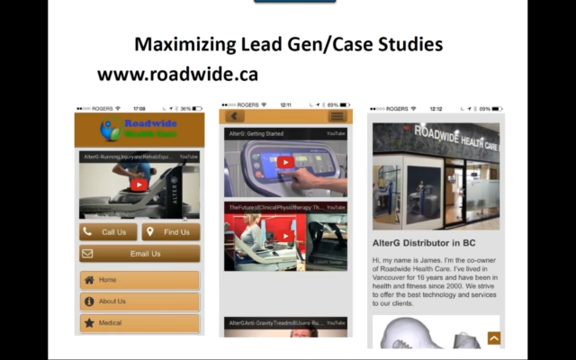 Maximizing Lead Gen/Case Studies
www.roadwide.ca
ROGERS 17:09 36%
Roadwide
Health Care
YouTube
ALTER
Call Us
Find Us
Email Us
Home
About Us
Medical
ROGERS 12:11 69%
AlterG: Getting Started YouTube
YouTube
YouTube
ROGERS 12:12 69%
ROADWIDE HEALTH CARE
AlterG Distributor in BC
Hi, my name is James. I'm the co-owner
of Roadwide Health Care. I've lived in
Vancouver for 16 years and have been in
health and fitness since 2000. We strive
to offer the best technology and services
to our clients.